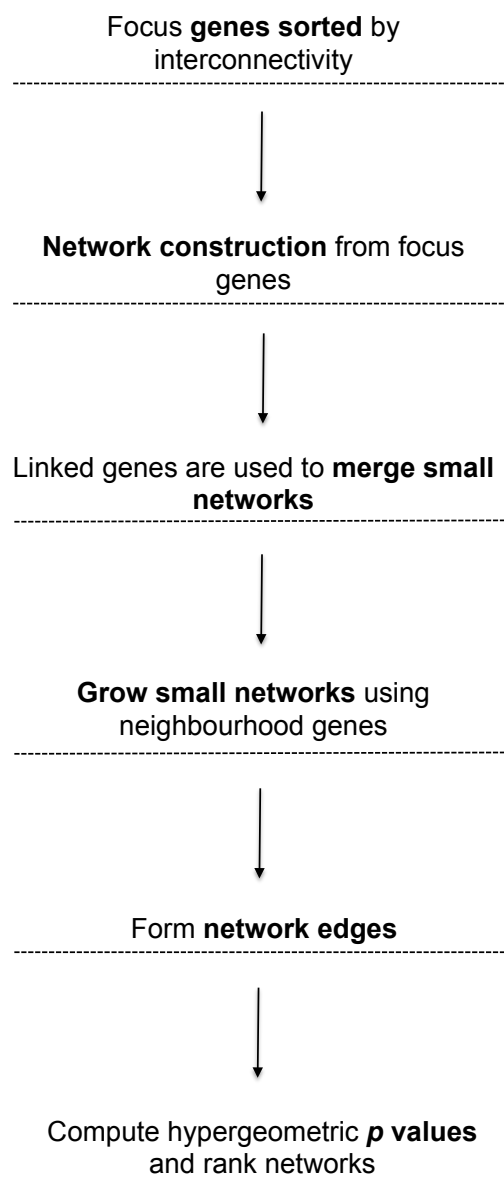 Focus genes sorted by
interconnectivity
Network construction from focus
genes
Linked genes are used to merge small
networks
Grow small networks using
neighbourhood genes
Form network edges
Compute hypergeometric p values
and rank networks